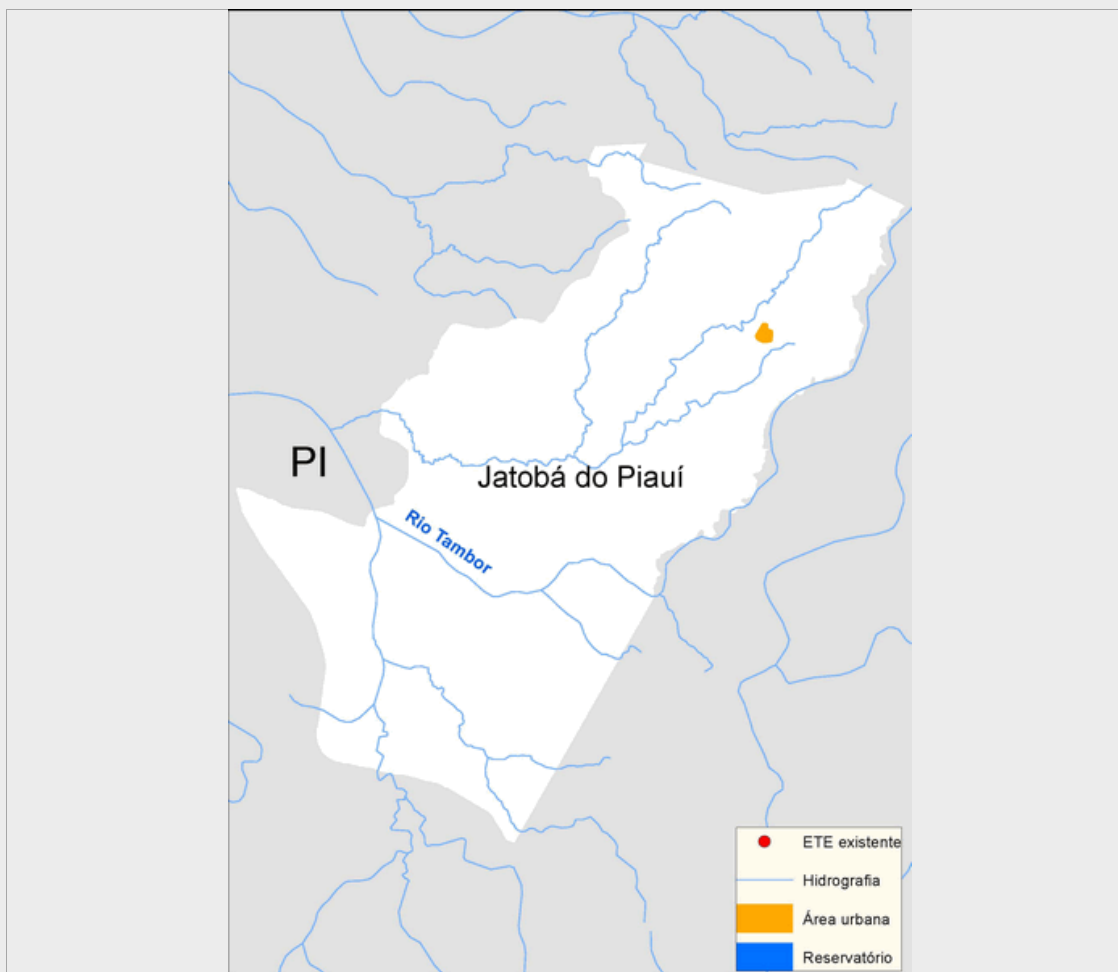 PI
Jatobá do Piauí
Rio Tambor
ETE existente
Hidrografia
Área urbana
Reservatório